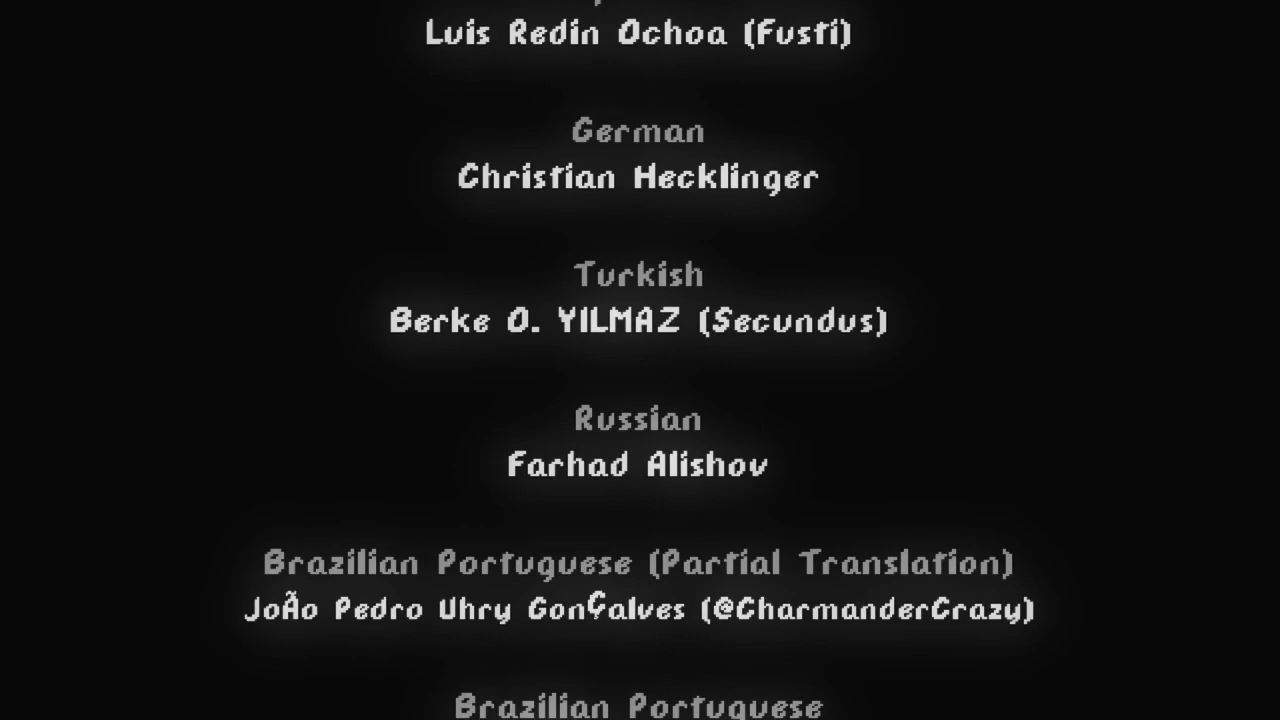 Luis Redin Ochoa (Fusti)
German
Christian Hecklinger
Turkish
Berke O. YILMAZ (Secundus)
Russian
Farhad Alishov
Brazilian Portuguese (Partial Translation)
JoÃo Pedro Uhry GonÇalves (@CharmanderCrazy)
Brazilian Portuguese